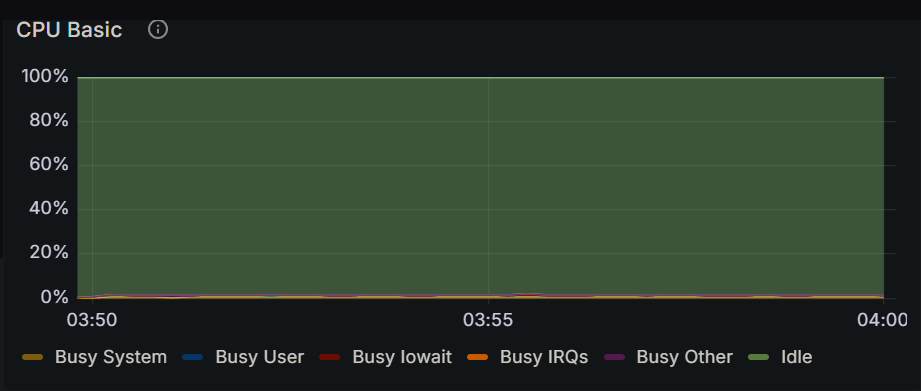 CPU Basic
100%
80%
60%
40%
20%
0%
03:50 03:55 04:00
Busy System Busy User Busy Iowait Busy IRQs Busy Other Idle